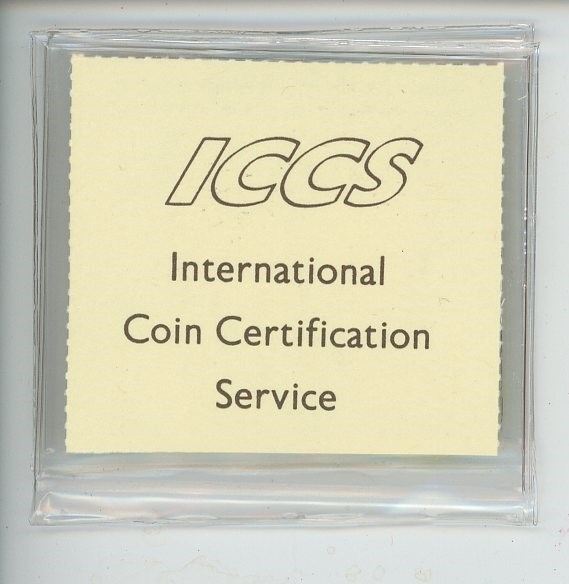 ICCS
International
Coin Certification
Service